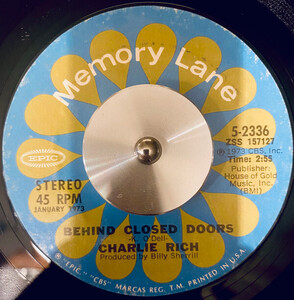 Memory Lane
EPIC
5-2336
ZSS 157127
℗ 1973 CBS, Inc.
Time: 2:55
Publisher:
House of Gold
Music, Inc.
(BMI)
STEREO
45 RPM
JANUARY 1973
BEHIND CLOSED DOORS
-K. O'Dell-
CHARLIE RICH
Produced by Billy Sherrill
® "EPIC," "CBS" MARCAS REG. T.M. PRINTED IN U.S.A.